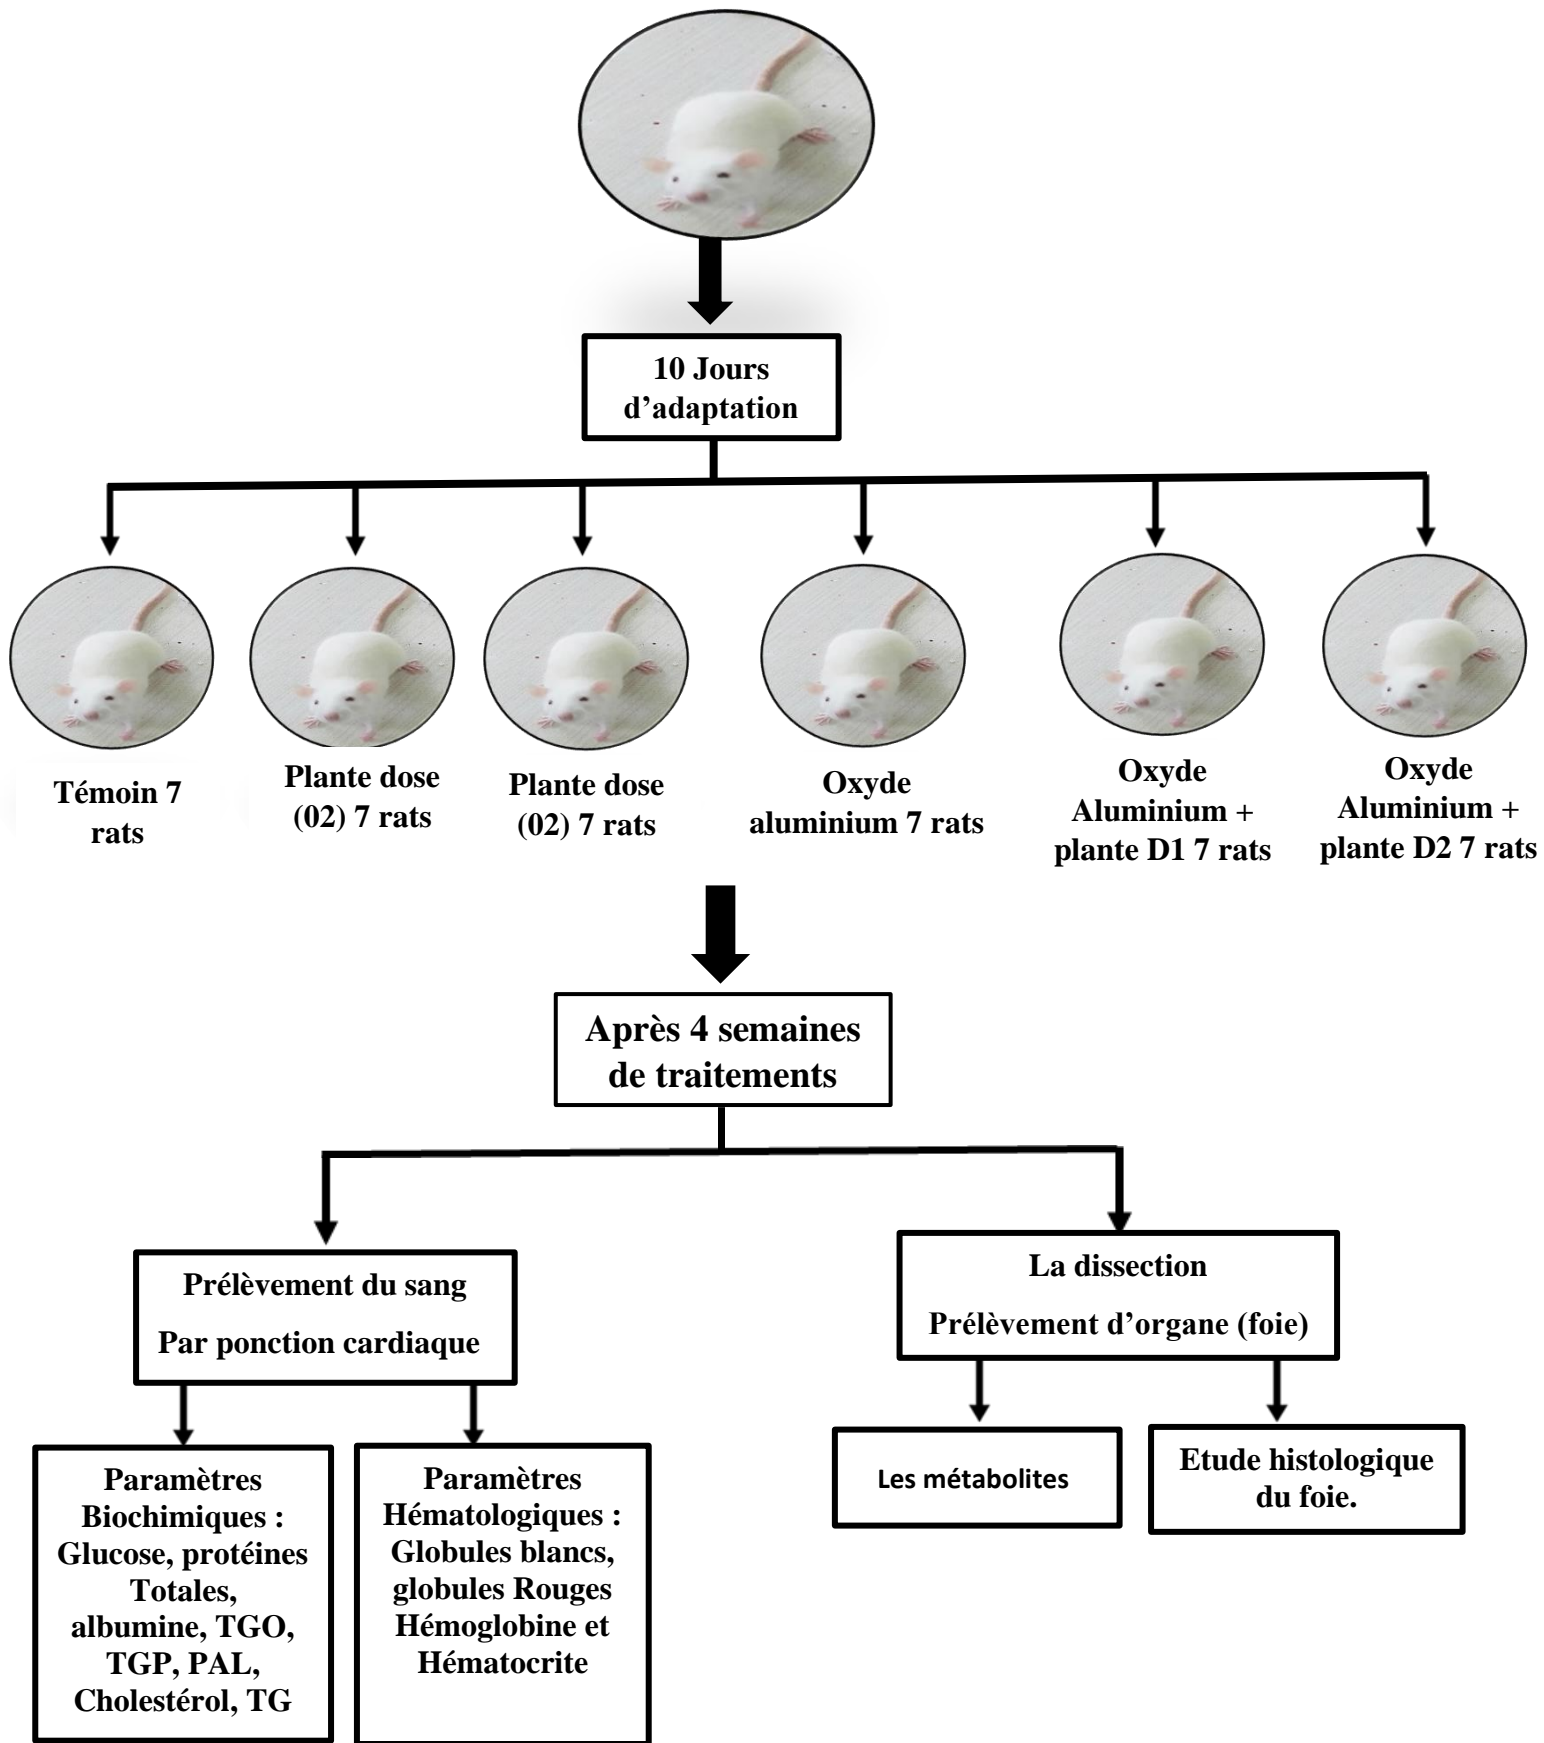 10 Jours
d’adaptation
Témoin 7
rats
Plante dose
(02) 7 rats
Plante dose
(02) 7 rats
Oxyde
aluminium 7 rats
Oxyde
Aluminium +
plante D1 7 rats
Oxyde
Aluminium +
plante D2 7 rats
Après 4 semaines
de traitements
Prélèvement du sang
Par ponction cardiaque
La dissection
Prélèvement d’organe (foie)
Paramètres
Biochimiques :
Glucose, protéines
Totales,
albumine, TGO,
TGP, PAL,
Cholestérol, TG
Paramètres
Hématologiques :
Globules blancs,
globules Rouges
Hémoglobine et
Hématocrite
Les métabolites
Etude histologique
du foie.